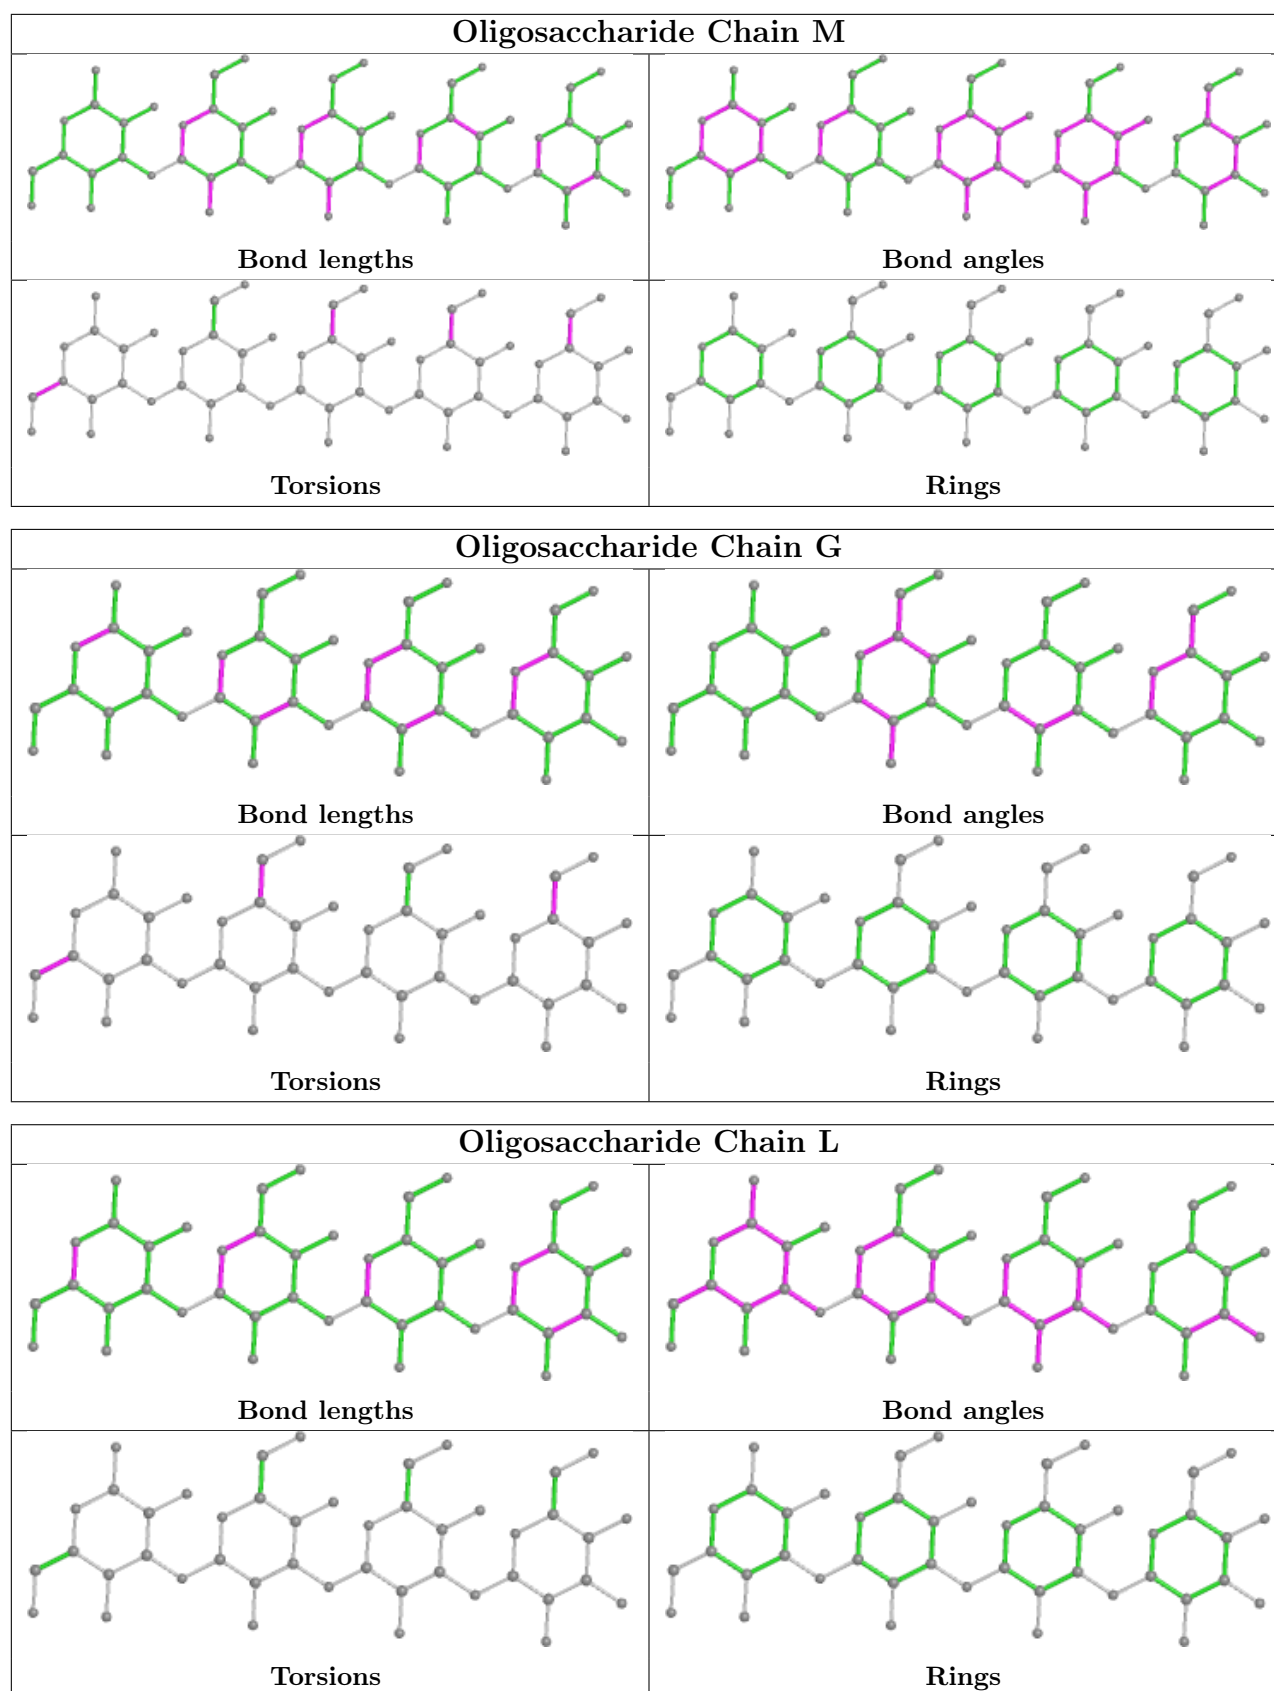 Oligosaccharide Chain M
Bond lengths
Bond angles
Torsions
Rings
Oligosaccharide Chain G
Bond lengths
Bond angles
Torsions
Rings
Oligosaccharide Chain L
Bond lengths
Bond angles
Torsions
Rings